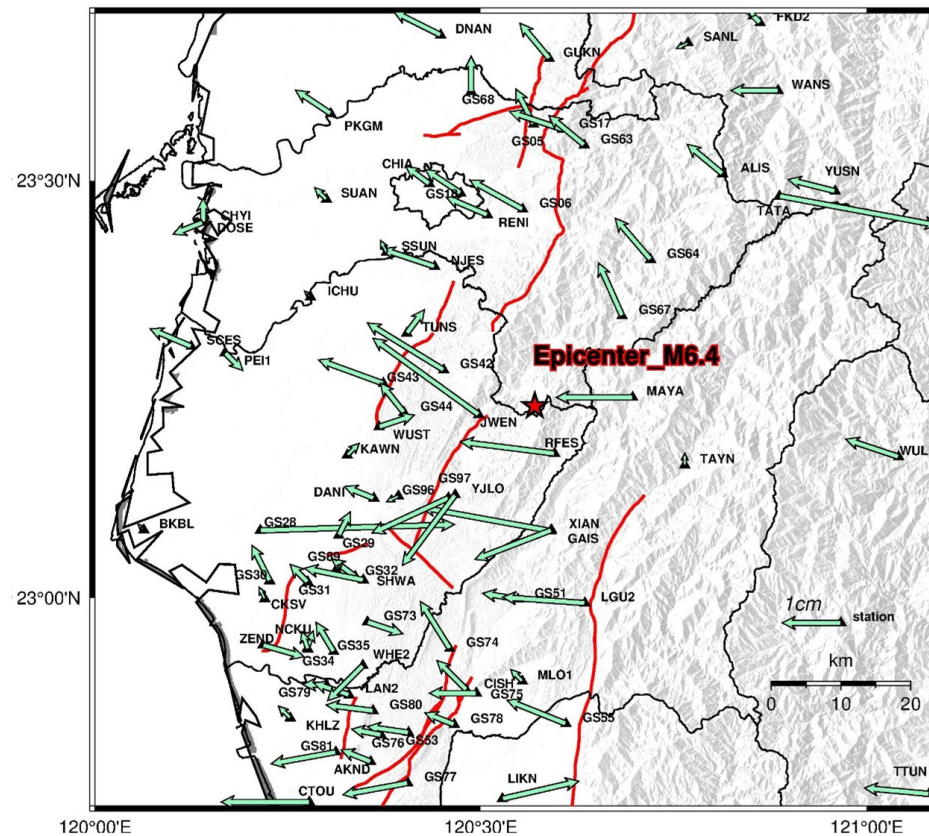 DNAN
FKD2
SANL
GUKN
WANS
GS68
PKGM
GS17
GS05
GS63
CHIA
ALIS
YUSN
23°30'N
SUAN
GS18
GS06
TATA
CHYI
DOSE
RENI
SSUN
NJES
GS64
ICHU
GS67
TUNS
SCES
PEI1
Epicenter_M6.4
GS42
GS43
MAYA
GS44
JWEN
WUST
KAWN
RFES
WUL
TAYN
DANI
GS96
GS97
YJLO
BKBL
GS28
XIAN
GAIS
GS29
GS69
GS32
GS30
GS31
SHWA
GS51
LGU2
23°00'N
CKSV
1cm
station
NCKU
GS73
ZEND
GS35
GS74
GS34
WHE2
km
MLO1
CISH
GS79
LAN2
GS75
0 10 20
GS80
KHLZ
GS78
GS55
GS76
GS53
GS81
AKND
GS77
LIKN
TTUN
CTOU
120°00'E
120°30'E
121°00'E